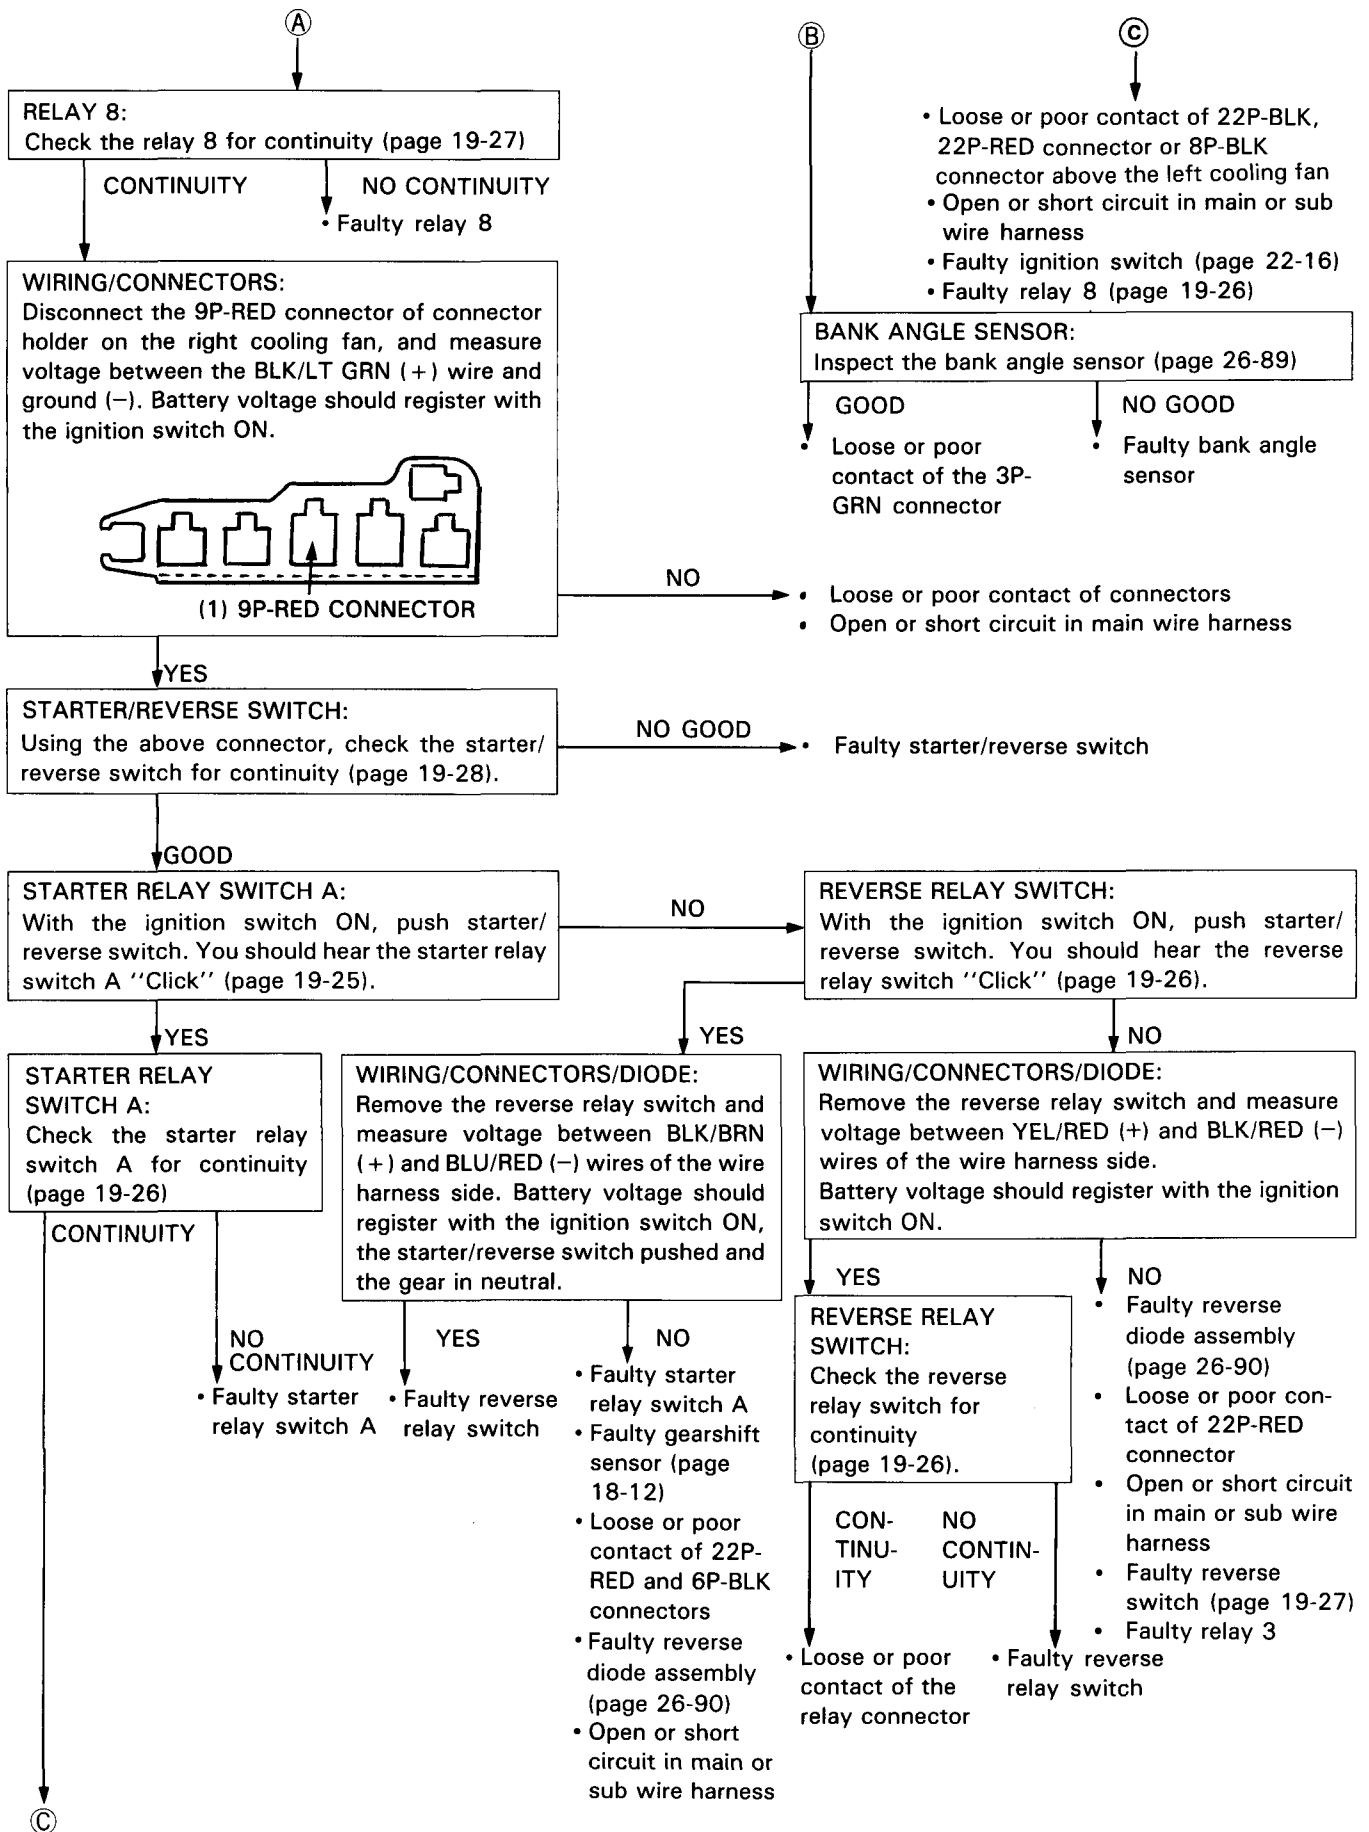 A
RELAY 8:
Check the relay 8 for continuity (page 19-27)
CONTINUITY
NO CONTINUITY
• Faulty relay 8
WIRING/CONNECTORS:
Disconnect the 9P-RED connector of connector
holder on the right cooling fan, and measure
voltage between the BLK/LT GRN (+) wire and
ground (−). Battery voltage should register with
the ignition switch ON.
(1) 9P-RED CONNECTOR
B
C
• Loose or poor contact of 22P-BLK,
22P-RED connector or 8P-BLK
connector above the left cooling fan
• Open or short circuit in main or sub
wire harness
• Faulty ignition switch (page 22-16)
• Faulty relay 8 (page 19-26)
BANK ANGLE SENSOR:
Inspect the bank angle sensor (page 26-89)
GOOD
NO GOOD
• Loose or poor
contact of the 3P-
GRN connector
• Faulty bank angle
sensor
NO
• Loose or poor contact of connectors
• Open or short circuit in main wire harness
YES
STARTER/REVERSE SWITCH:
Using the above connector, check the starter/
reverse switch for continuity (page 19-28).
NO GOOD
• Faulty starter/reverse switch
GOOD
STARTER RELAY SWITCH A:
With the ignition switch ON, push starter/
reverse switch. You should hear the starter relay
switch A ''Click'' (page 19-25).
NO
REVERSE RELAY SWITCH:
With the ignition switch ON, push starter/
reverse switch. You should hear the reverse
relay switch ''Click'' (page 19-26).
YES
YES
NO
STARTER RELAY
SWITCH A:
Check the starter relay
switch A for continuity
(page 19-26)
CONTINUITY
NO
CONTINUITY
• Faulty starter
relay switch A
WIRING/CONNECTORS/DIODE:
Remove the reverse relay switch and
measure voltage between BLK/BRN
(+) and BLU/RED (−) wires of the wire
harness side. Battery voltage should
register with the ignition switch ON,
the starter/reverse switch pushed and
the gear in neutral.
YES
NO
• Faulty reverse
relay switch
• Faulty starter
relay switch A
• Faulty gearshift
sensor (page
18-12)
• Loose or poor
contact of 22P-
RED and 6P-BLK
connectors
• Faulty reverse
diode assembly
(page 26-90)
• Open or short
circuit in main or
sub wire harness
WIRING/CONNECTORS/DIODE:
Remove the reverse relay switch and measure
voltage between YEL/RED (+) and BLK/RED (−)
wires of the wire harness side.
Battery voltage should register with the ignition
switch ON.
YES
NO
REVERSE RELAY
SWITCH:
Check the reverse
relay switch for
continuity
(page 19-26).
CON-
TINU-
ITY
NO
CONTIN-
UITY
• Loose or poor
contact of the
relay connector
• Faulty reverse
relay switch
• Faulty reverse
diode assembly
(page 26-90)
• Loose or poor con-
tact of 22P-RED
connector
• Open or short circuit
in main or sub wire
harness
• Faulty reverse
switch (page 19-27)
• Faulty relay 3
C